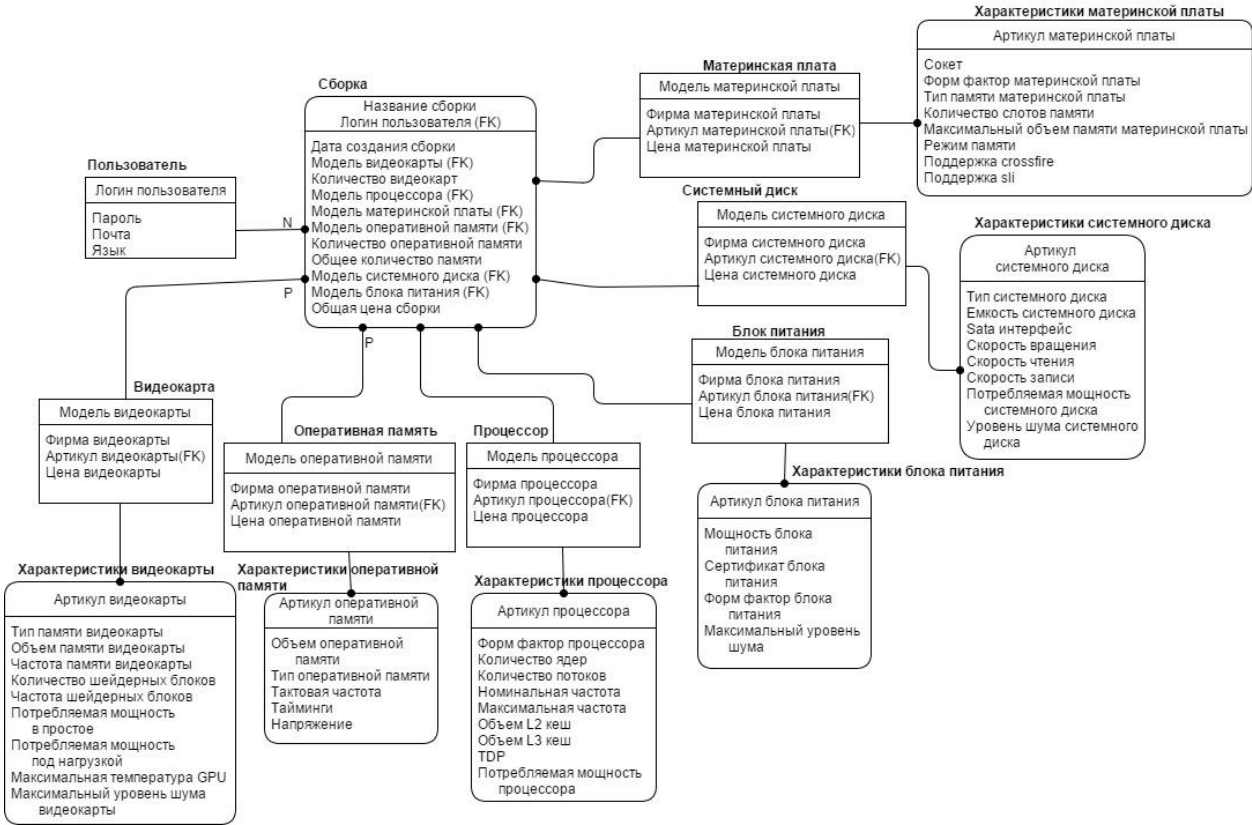 Характеристики материнской платы
Артикул материнской платы
Сокет
Форм фактор материнской платы
Тип памяти материнской платы
Количество слотов памяти
Максимальный объем памяти материнской платы
Режим памяти
Поддержка crossfire
Поддержка sli
Материнская плата
Модель материнской платы
Фирма материнской платы
Артикул материнской платы(FK)
Цена материнской платы
Сборка
Название сборки
Логин пользователя (FK)
Дата создания сборки
Модель видеокарты (FK)
Количество видеокарт
Модель процессора (FK)
Модель материнской платы (FK)
Модель оперативной памяти (FK)
Количество оперативной памяти
Общее количество памяти
Модель системного диска (FK)
Модель блока питания (FK)
Общая цена сборки
Пользователь
Логин пользователя
Пароль
Почта
Язык
N
P
P
Системный диск
Модель системного диска
Фирма системного диска
Артикул системного диска(FK)
Цена системного диска
Характеристики системного диска
Артикул
системного диска
Тип системного диска
Емкость системного диска
Sata интерфейс
Скорость вращения
Скорость чтения
Скорость записи
Потребляемая мощность
системного диска
Уровень шума системного
диска
Блок питания
Модель блока питания
Фирма блока питания
Артикул блока питания(FK)
Цена блока питания
Видеокарта
Модель видеокарты
Фирма видеокарты
Артикул видеокарты(FK)
Цена видеокарты
Оперативная память
Модель оперативной памяти
Фирма оперативной памяти
Артикул оперативной памяти(FK)
Цена оперативной памяти
Процессор
Модель процессора
Фирма процессора
Артикул процессора(FK)
Цена процессора
Характеристики блока питания
Артикул блока питания
Мощность блока
питания
Сертификат блока
питания
Форм фактор блока
питания
Максимальный уровень
шума
Характеристики видеокарты
Артикул видеокарты
Тип памяти видеокарты
Объем памяти видеокарты
Частота памяти видеокарты
Количество шейдерных блоков
Частота шейдерных блоков
Потребляемая мощность
в простое
Потребляемая мощность
под нагрузкой
Максимальная температура GPU
Максимальный уровень шума
видеокарты
Характеристики оперативной
памяти
Артикул оперативной
памяти
Объем оперативной
памяти
Тип оперативной памяти
Тактовая частота
Тайминги
Напряжение
Характеристики процессора
Артикул процессора
Форм фактор процессора
Количество ядер
Количество потоков
Номинальная частота
Максимальная частота
Объем L2 кеш
Объем L3 кеш
TDP
Потребляемая мощность
процессора